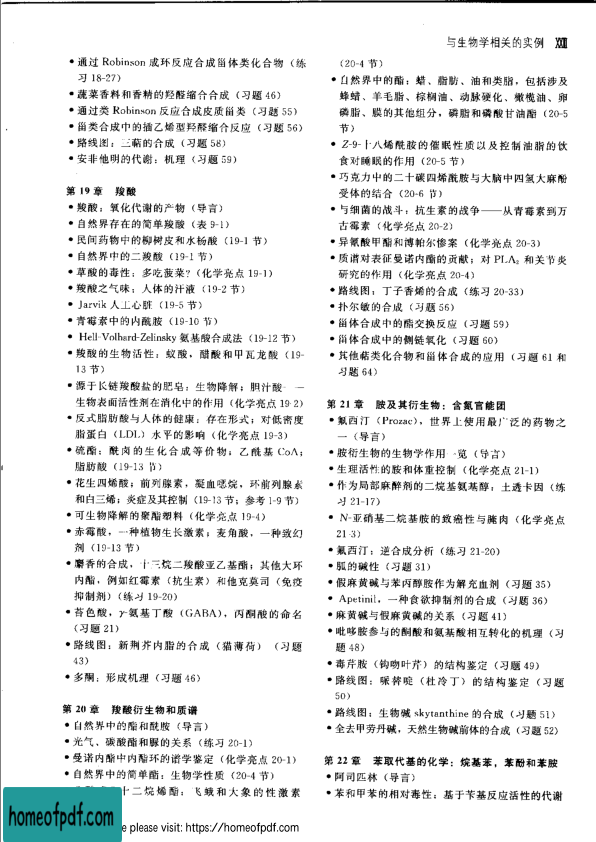 与生物学相关的实例 XXIII
•通过 Robinson 成环反应合成甾体类化合物（练
习 18-27）
•蔬菜香料和香精的羟醛缩合合成（习题 46）
•通过类 Robinson 反应合成皮质甾类（习题 55）
•甾类合成中的插乙烯型羟醛缩合反应（习题 56）
•路线图：三萜的合成（习题 58）
•安非他明的代谢：机理（习题 59）
第 19 章 羧酸
•羧酸：氧化代谢的产物（导言）
•自然界存在的简单羧酸（表 9-1）
•民间药物中的柳树皮和水杨酸（19-1 节）
•自然界中的二羧酸（19-1 节）
•草酸的毒性：多吃菠菜？（化学亮点 19-1）
•羧酸之气味：人体的汗液（19-2 节）
•Jarvik 人工心脏（19-5 节）
•青霉素中的内酰胺（19-10 节）
•Hell-Volhard-Zelinsky 氨基酸合成法（19-12 节）
•羧酸的生物活性：蚁酸，醋酸和甲瓦龙酸（19-
13 节）
•源于长链羧酸盐的肥皂：生物降解；胆汁酸——
生物表面活性剂在消化中的作用（化学亮点 19-2）
•反式脂肪酸与人体的健康：存在形式；对低密度
脂蛋白（LDL）水平的影响（化学亮点 19-3）
•硫酯：酰卤的生化合成等价物：乙酰基 CoA；
脂肪酸（19-13 节）
•花生四烯酸：前列腺素，凝血噁烷，环前列腺素
和白三烯；炎症及其控制（19-13 节；参考 1-9 节）
•可生物降解的聚酯塑料（化学亮点 19-4）
•赤霉酸，一种植物生长激素；麦角酸，一种致幻
剂（19-13 节）
•麝香的合成，十三烷二羧酸亚乙基酯；其他大环
内酯，例如红霉素（抗生素）和他克莫司（免疫
抑制剂）（练习 19-20）
•苔色酸，γ-氨基丁酸（GABA），丙酮酸的命名
（习题 21）
•路线图：新荆芥内脂的合成（猫薄荷）（习题
43）
•多酮：形成机理（习题 46）
第 20 章 羧酸衍生物和质谱
•自然界中的酯和酰胺（导言）
•光气、碳酸酯和脲的关系（练习 20-1）
•曼诺内酯中内酯环的谱学鉴定（化学亮点 20-1）
•自然界中的简单酯：生物学性质（20-4 节）
十二烷烯酯：飞蛾和大象的性激素
（20-4 节）
•自然界中的酯：蜡、脂肪、油和类脂，包括涉及
蜂蜡、羊毛脂、棕榈油、动脉硬化、橄榄油、卵
磷脂、膜的其他组分，磷脂和磷酸甘油酯（20-5
节）
•Z-9-十八烯酰胺的催眠性质以及控制油脂的饮
食对睡眠的作用（20-5 节）
•巧克力中的二十碳四烯酰胺与大脑中四氢大麻酚
受体的结合（20-6 节）
•与细菌的战斗：抗生素的战争——从青霉素到万
古霉素（化学亮点 20-2）
•异氰酸甲酯和博帕尔惨案（化学亮点 20-3）
•质谱对表征曼诺内酯的贡献：对 PLA₂ 和关节炎
研究的作用（化学亮点 20-4）
•路线图：丁子香烯的合成（练习 20-33）
•扑尔敏的合成（习题 56）
•甾体合成中的酯交换反应（习题 59）
•甾体合成中的侧链氧化（习题 60）
•其他萜类化合物和甾体合成的应用（习题 61 和
习题 64）
第 21 章 胺及其衍生物：含氮官能团
•氟西汀（Prozac），世界上使用最广泛的药物之
一（导言）
•胺衍生物的生物学作用一览（导言）
•生理活性的胺和体重控制（化学亮点 21-1）
•作为局部麻醉剂的二烷基氨基醇：土透卡因（练
习 21-17）
•N-亚硝基二烷基胺的致癌性与腌肉（化学亮点
21-3）
•氟西汀：逆合成分析（练习 21-20）
•胍的碱性（习题 31）
•假麻黄碱与苯丙醇胺作为解充血剂（习题 35）
•Apetinil，一种食欲抑制剂的合成（习题 36）
•麻黄碱与假麻黄碱的关系（习题 41）
•吡哆胺参与的酮酸和氨基酸相互转化的机理（习
题 48）
•毒芹胺（钩吻叶芹）的结构鉴定（习题 49）
•路线图：哌替啶（杜冷丁）的结构鉴定（习题
50）
•路线图：生物碱 skytanthine 的合成（习题 51）
•全去甲劳丹碱，天然生物碱前体的合成（习题 52）
第 22 章 苯取代基的化学：烷基苯，苯酚和苯胺
•阿司匹林（导言）
•苯和甲苯的相对毒性：基于苄基反应活性的代谢
homeofpdf.com
e please visit: https://homeofpdf.com